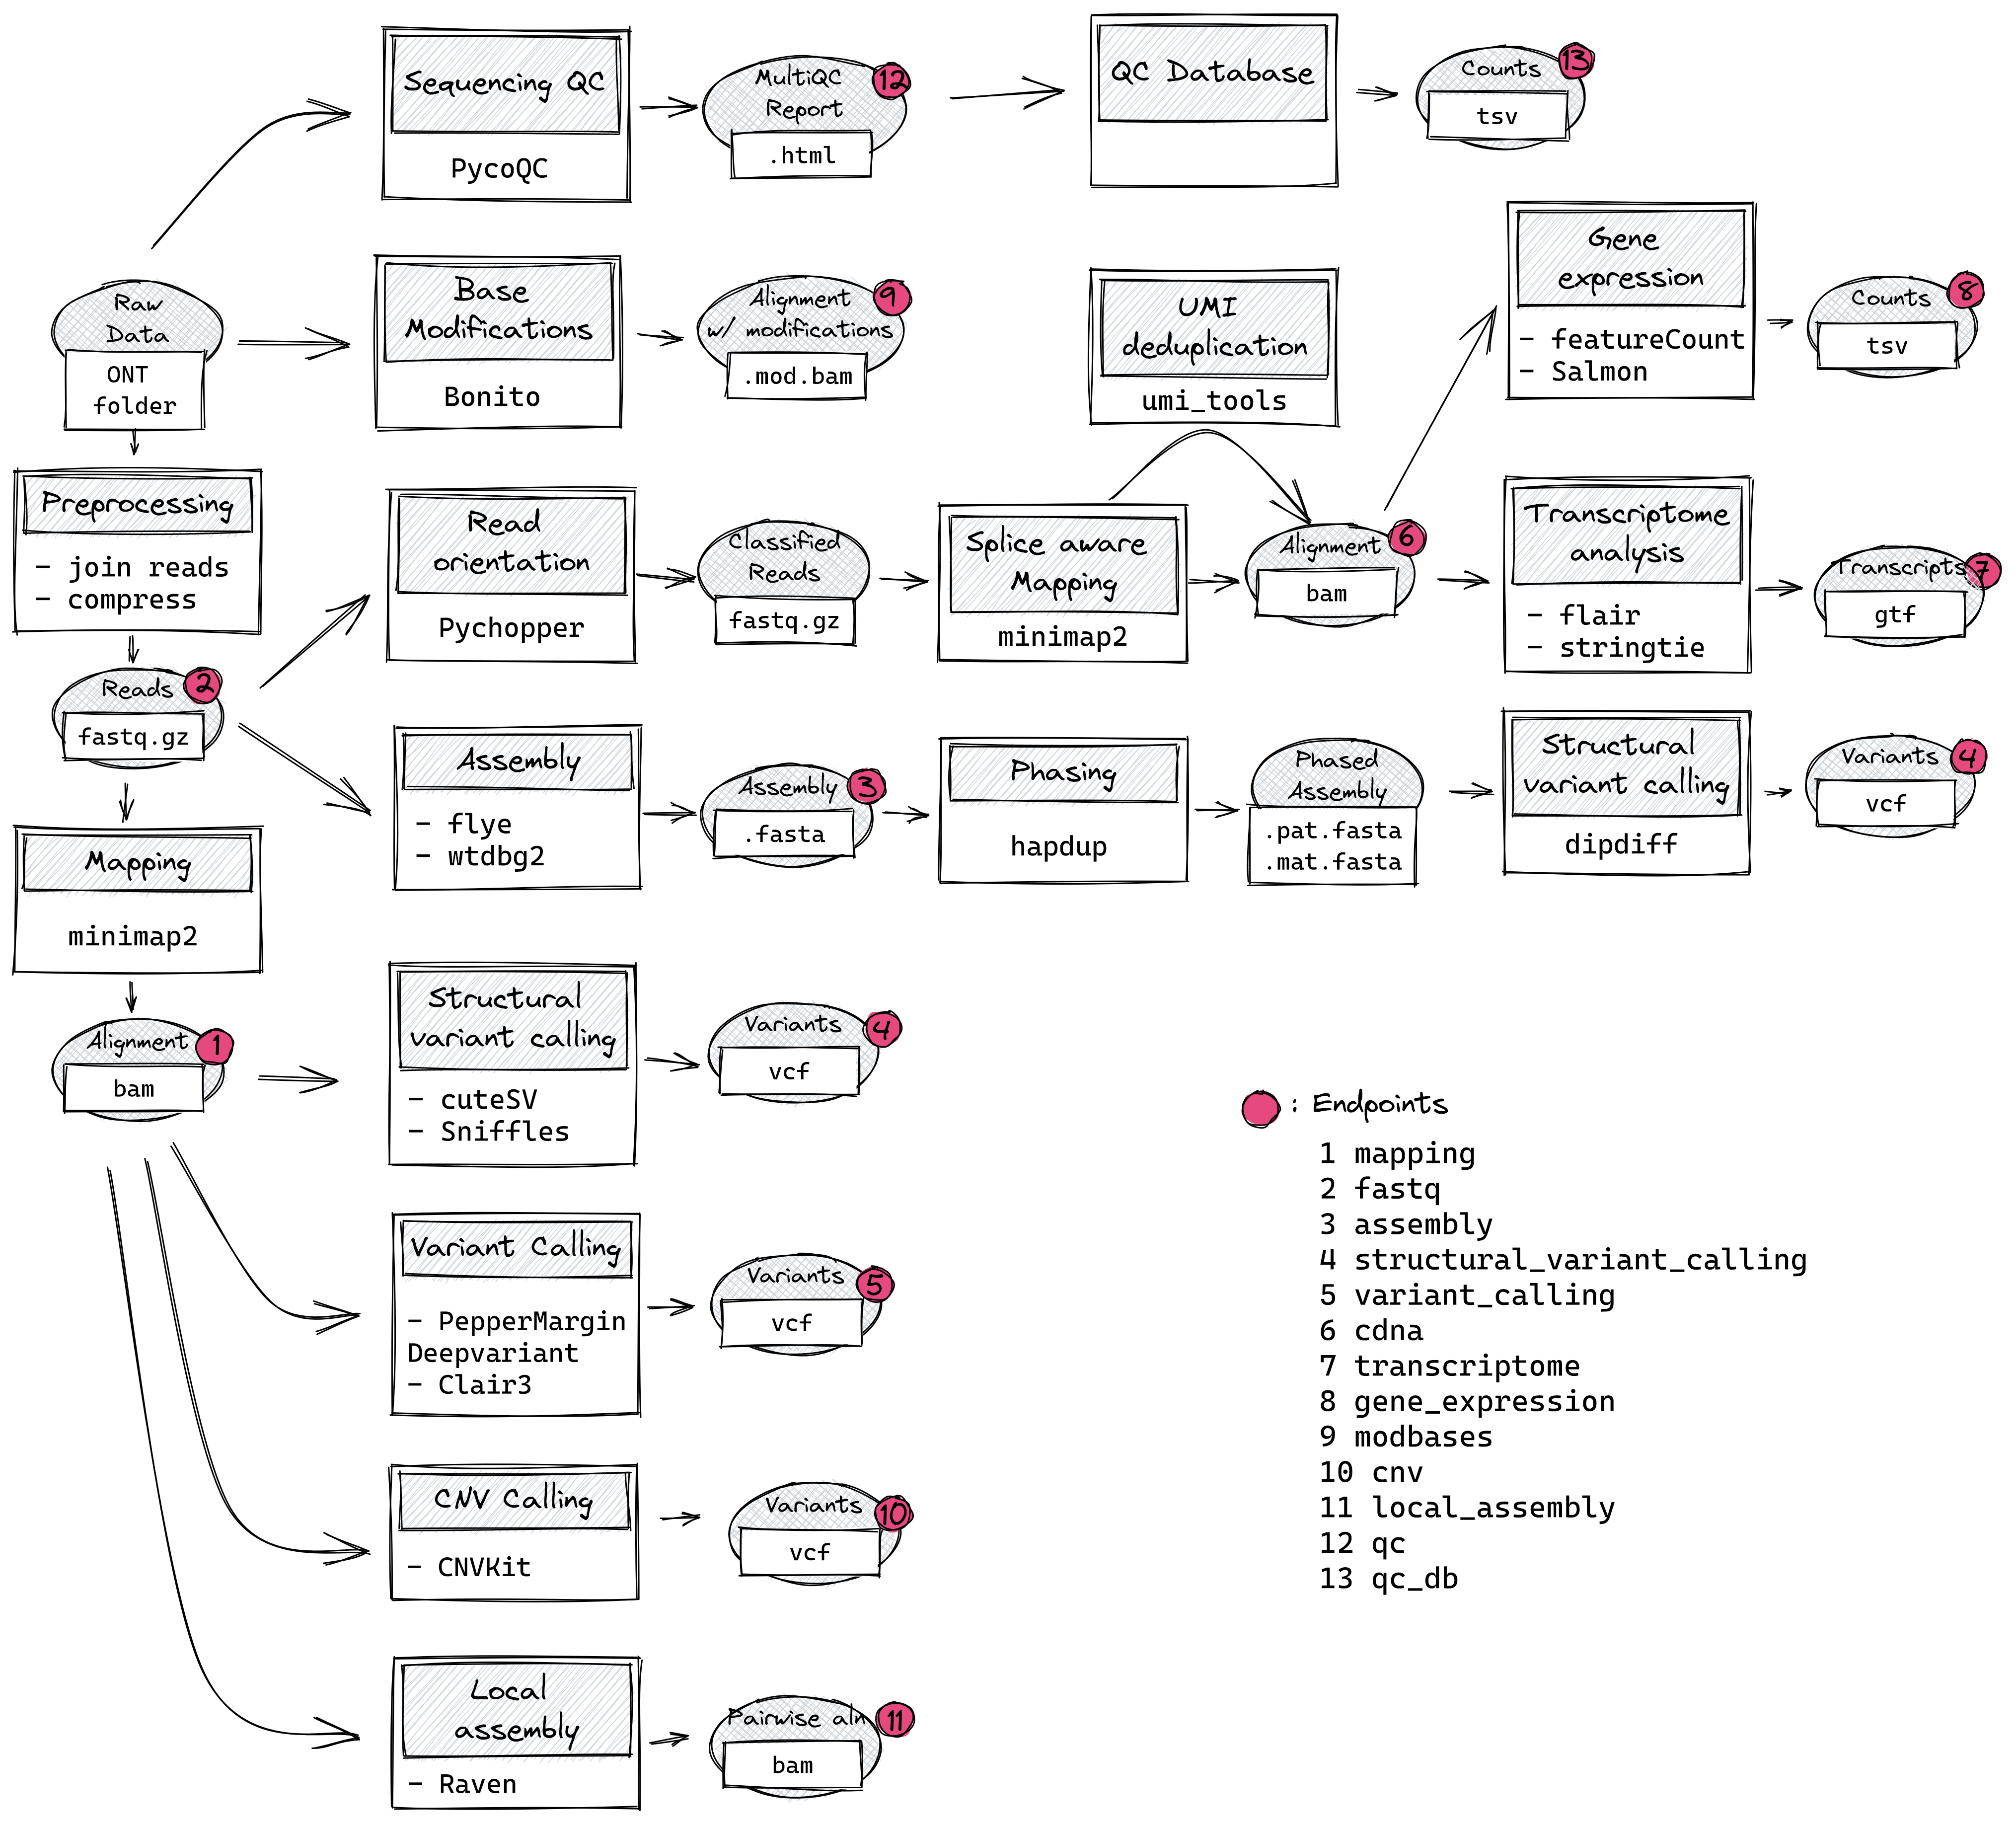 Sequencing QC
PycoQC
MultiQC
Report
12
.html
QC Database
Counts
13
tsv
Raw
Data
ONT
folder
Base
Modifications
Bonito
Alignment
9
w/ modifications
.mod.bam
UMI
deduplication
umi_tools
Gene
expression
- featureCount
- Salmon
Counts
8
tsv
Preprocessing
- join reads
- compress
Read
orientation
Pychopper
Classified
Reads
fastq.gz
Splice aware
Mapping
minimap2
Alignment
6
bam
Transcriptome
analysis
- flair
- stringtie
Transcripts
7
gtf
Reads
2
fastq.gz
Assembly
- flye
- wtdbg2
Assembly
3
.fasta
Phasing
hapdup
Phased
Assembly
.pat.fasta
.mat.fasta
Structural
variant calling
dipdiff
Variants
4
vcf
Mapping
minimap2
Alignment
1
bam
Structural
variant calling
- cuteSV
- Sniffles
Variants
4
vcf
Variant Calling
- PepperMargin
Deepvariant
- Clair3
Variants
5
vcf
CNV Calling
- CNVKit
Variants
10
vcf
Local
assembly
- Raven
Pairwise aln
11
bam
: Endpoints
1 mapping
2 fastq
3 assembly
4 structural_variant_calling
5 variant_calling
6 cdna
7 transcriptome
8 gene_expression
9 modbases
10 cnv
11 local_assembly
12 qc
13 qc_db